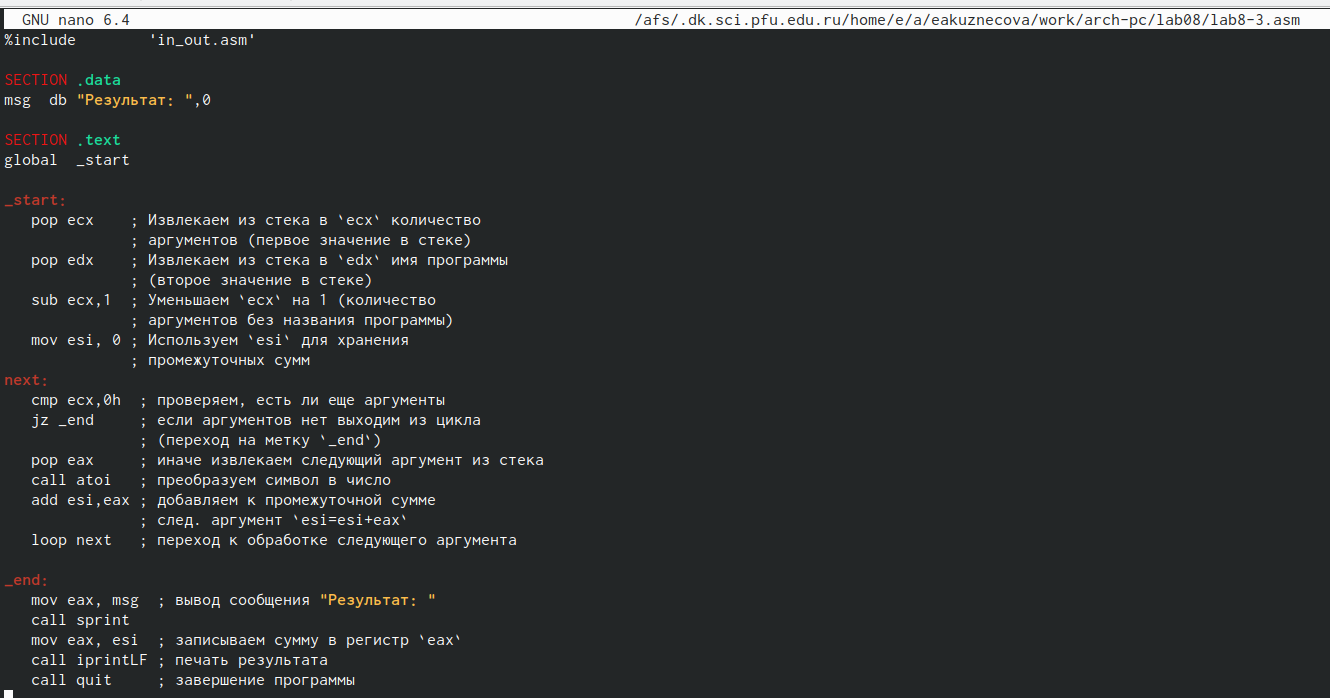 GNU nano 6.4 /afs/.dk.sci.pfu.edu.ru/home/e/a/eakuznecova/work/arch-pc/lab08/lab8-3.asm
%include 'in_out.asm'
SECTION .data
msg db "Результат: ",0
SECTION .text
global _start
_start:
pop ecx ; Извлекаем из стека в `ecx` количество
; аргументов (первое значение в стеке)
pop edx ; Извлекаем из стека в `edx` имя программы
; (второе значение в стеке)
sub ecx,1 ; Уменьшаем `ecx` на 1 (количество
; аргументов без названия программы)
mov esi, 0 ; Используем `esi` для хранения
; промежуточных сумм
next:
cmp ecx,0h ; проверяем, есть ли еще аргументы
jz _end ; если аргументов нет выходим из цикла
; (переход на метку `_end`)
pop eax ; иначе извлекаем следующий аргумент из стека
call atoi ; преобразуем символ в число
add esi,eax ; добавляем к промежуточной сумме
; след. аргумент `esi=esi+eax`
loop next ; переход к обработке следующего аргумента
_end:
mov eax, msg ; вывод сообщения "Результат: "
call sprint
mov eax, esi ; записываем сумму в регистр `eax`
call iprintLF ; печать результата
call quit ; завершение программы